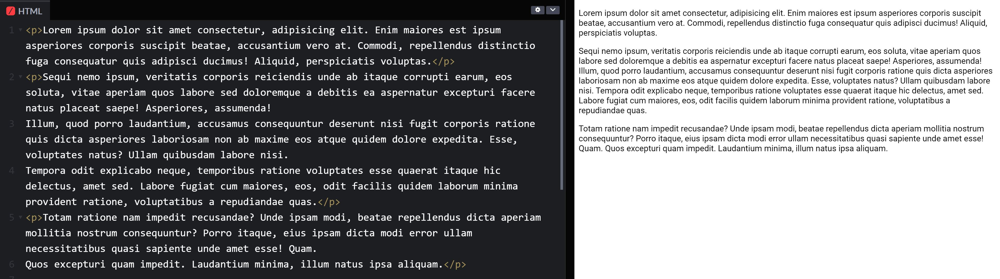 HTML
1 <p>Lorem ipsum dolor sit amet consectetur, adipisicing elit. Enim maiores est ipsum
asperiores corporis suscipit beatae, accusantium vero at. Commodi, repellendus distinctio
fuga consequatur quis adipisci ducimus! Aliquid, perspiciatis voluptas.</p>
2 <p>Sequi nemo ipsum, veritatis corporis reiciendis unde ab itaque corrupti earum, eos
soluta, vitae aperiam quos labore sed doloremque a debitis ea aspernatur excepturi facere
natus placeat saepe! Asperiores, assumenda!
3 Illum, quod porro laudantium, accusamus consequuntur deserunt nisi fugit corporis ratione
quis dicta asperiores laboriosam non ab maxime eos atque quidem dolore expedita. Esse,
voluptates natus? Ullam quibusdam labore nisi.
4 Tempora odit explicabo neque, temporibus ratione voluptates esse quaerat itaque hic
delectus, amet sed. Labore fugiat cum maiores, eos, odit facilis quidem laborum minima
provident ratione, voluptatibus a repudiandae quas.</p>
5 <p>Totam ratione nam impedit recusandae? Unde ipsam modi, beatae repellendus dicta aperiam
mollitia nostrum consequuntur? Porro itaque, eius ipsam dicta modi error ullam
necessitatibus quasi sapiente unde amet esse! Quam.
6 Quos excepturi quam impedit. Laudantium minima, illum natus ipsa aliquam.</p>
7
Lorem ipsum dolor sit amet consectetur, adipisicing elit. Enim maiores est ipsum asperiores corporis suscipit
beatae, accusantium vero at. Commodi, repellendus distinctio fuga consequatur quis adipisci ducimus! Aliquid,
perspiciatis voluptas.
Sequi nemo ipsum, veritatis corporis reiciendis unde ab itaque corrupti earum, eos soluta, vitae aperiam quos
labore sed doloremque a debitis ea aspernatur excepturi facere natus placeat saepe! Asperiores, assumenda!
Illum, quod porro laudantium, accusamus consequuntur deserunt nisi fugit corporis ratione quis dicta asperiores
laboriosam non ab maxime eos atque quidem dolore expedita. Esse, voluptates natus? Ullam quibusdam labore
nisi. Tempora odit explicabo neque, temporibus ratione voluptates esse quaerat itaque hic delectus, amet sed.
Labore fugiat cum maiores, eos, odit facilis quidem laborum minima provident ratione, voluptatibus a
repudiandae quas.
Totam ratione nam impedit recusandae? Unde ipsam modi, beatae repellendus dicta aperiam mollitia nostrum
consequuntur? Porro itaque, eius ipsam dicta modi error ullam necessitatibus quasi sapiente unde amet esse!
Quam. Quos excepturi quam impedit. Laudantium minima, illum natus ipsa aliquam.